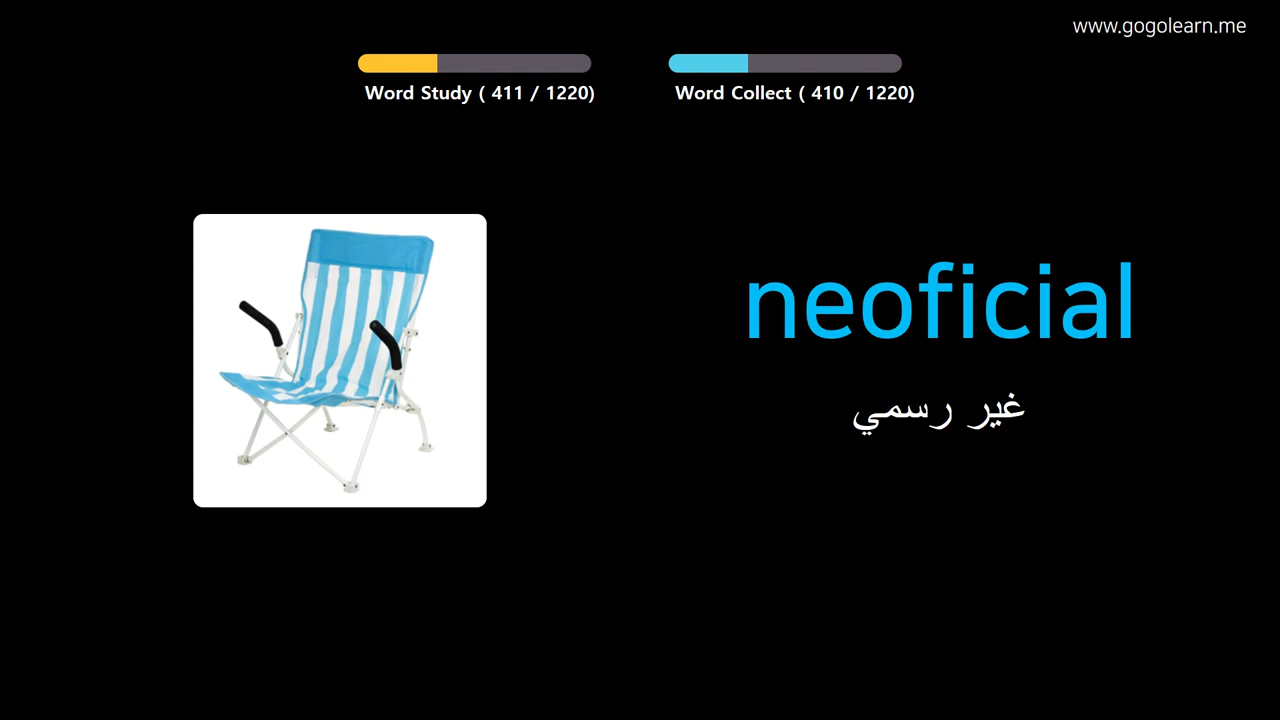 www.gogolearn.me
Word Study ( 411 / 1220)
Word Collect ( 410 / 1220)
neoficial
غير رسمي